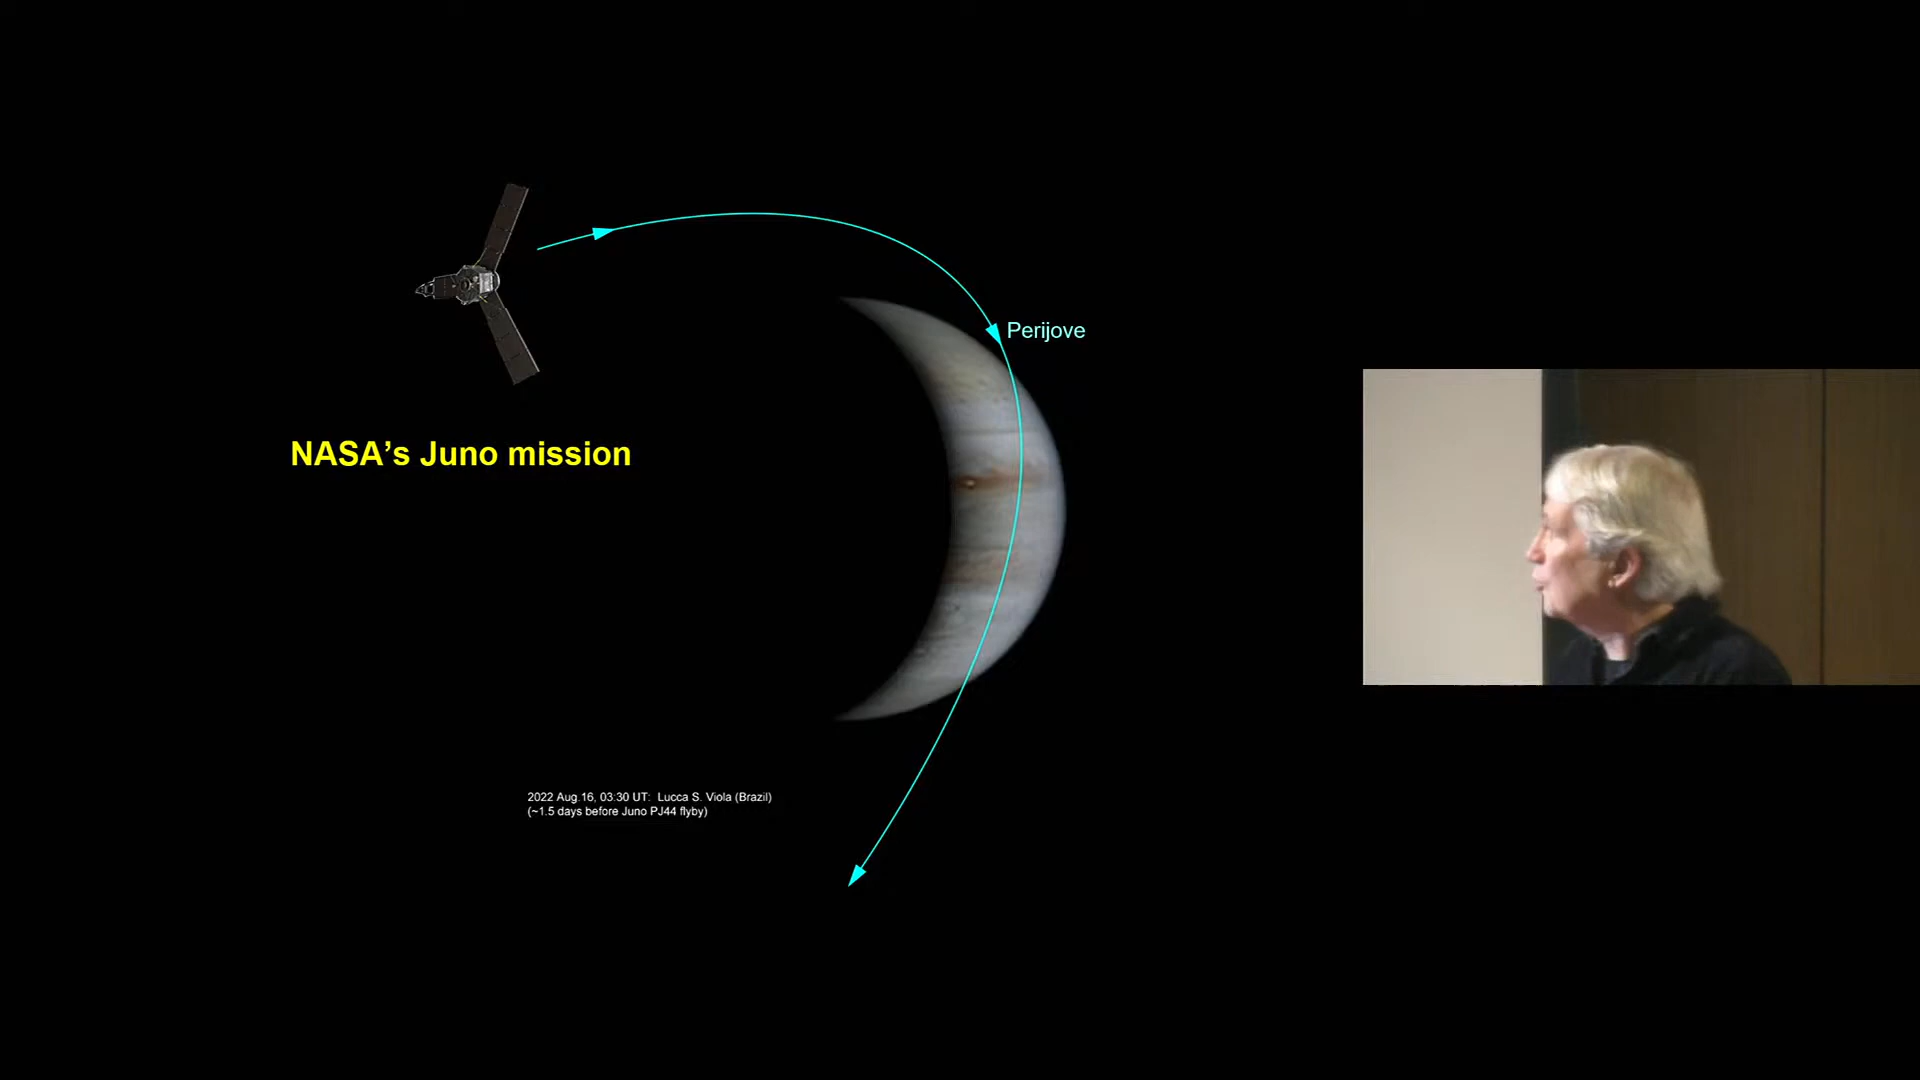 Perijove
NASA’s Juno mission
2022 Aug.16, 03:30 UT:  Lucca S. Viola (Brazil)
(~1.5 days before Juno PJ44 flyby)